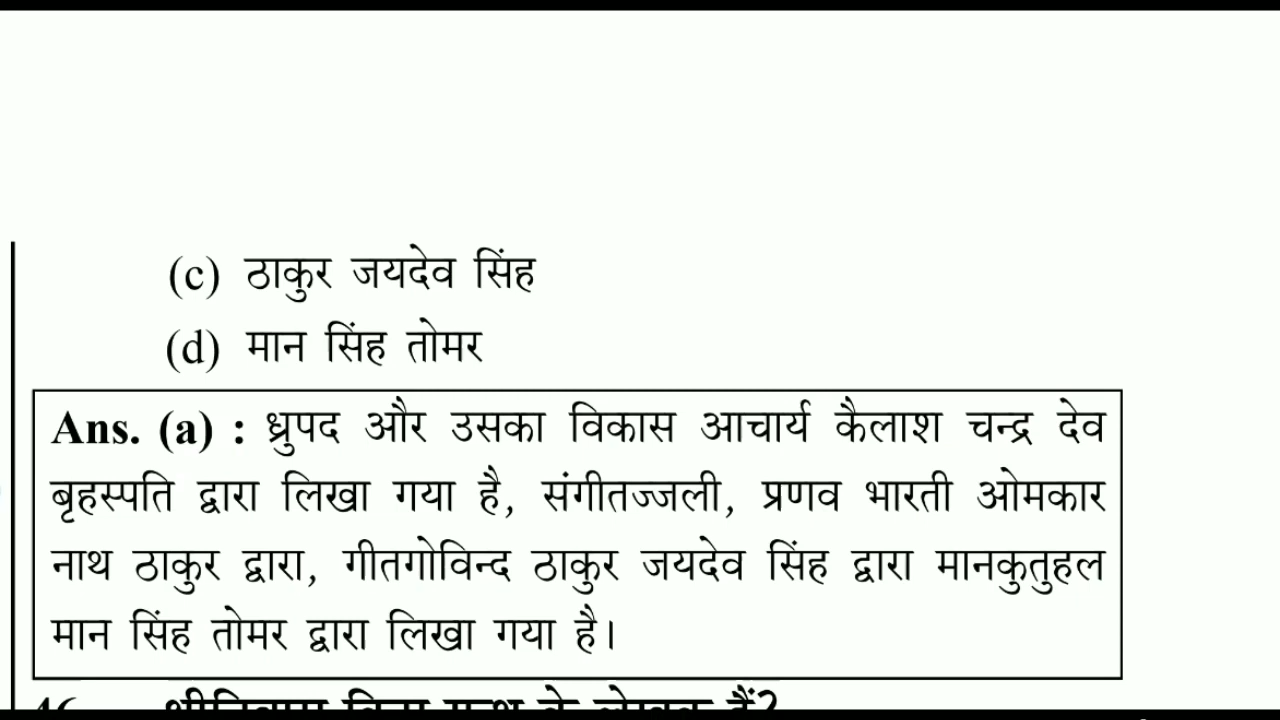 (c) ठाकुर जयदेव सिंह
(d) मान सिंह तोमर
Ans. (a) : ध्रुपद और उसका विकास आचार्य कैलाश चन्द्र देव
बृहस्पति द्वारा लिखा गया है, संगीतज्जली, प्रणव भारती ओमकार
नाथ ठाकुर द्वारा, गीतगोविन्द ठाकुर जयदेव सिंह द्वारा मानकुतुहल
मान सिंह तोमर द्वारा लिखा गया है।